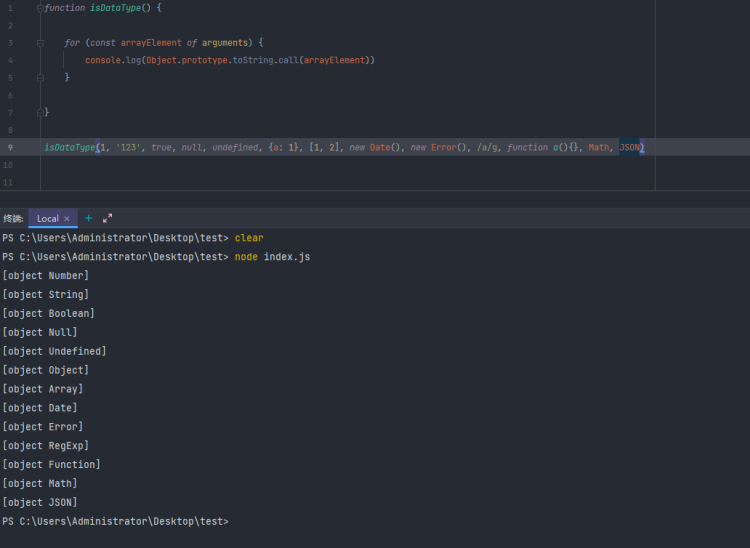 1 function isDataType() {
2
3 for (const arrayElement of arguments) {
4 console.log(Object.prototype.toString.call(arrayElement))
5 }
6
7 }
8
9 isDataType(1, '123', true, null, undefined, {a: 1}, [1, 2], new Date(), new Error(), /a/g, function a(){}, Math, JSON)
10
11
终端: Local × + 
PS C:\Users\Administrator\Desktop\test> clear
PS C:\Users\Administrator\Desktop\test> node index.js
[object Number]
[object String]
[object Boolean]
[object Null]
[object Undefined]
[object Object]
[object Array]
[object Date]
[object Error]
[object RegExp]
[object Function]
[object Math]
[object JSON]
PS C:\Users\Administrator\Desktop\test>